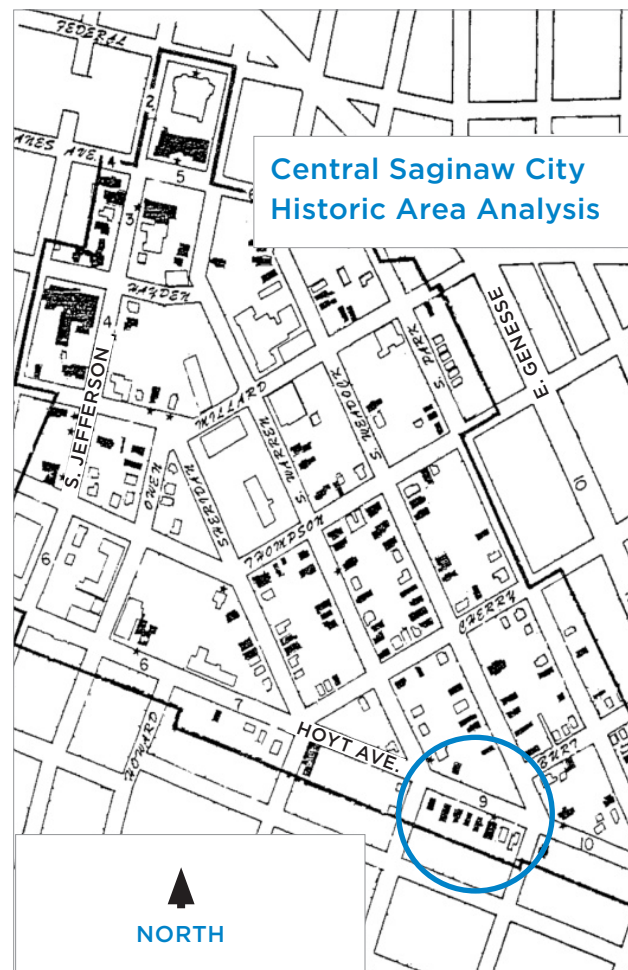 FEDERAL
2
ANES AVE.
4
5
Central Saginaw City
Historic Area Analysis
3
HAYDEN
4
S. JEFFERSON
S. PARK
E. GENESSE
MILLARD
S. WEADOCK
S. WARREN
OWEN
SHERIDAN
10
THOMPSON
6
CHERRY
6
7
HOWARD
HOYT AVE.
BURT
9
10
NORTH